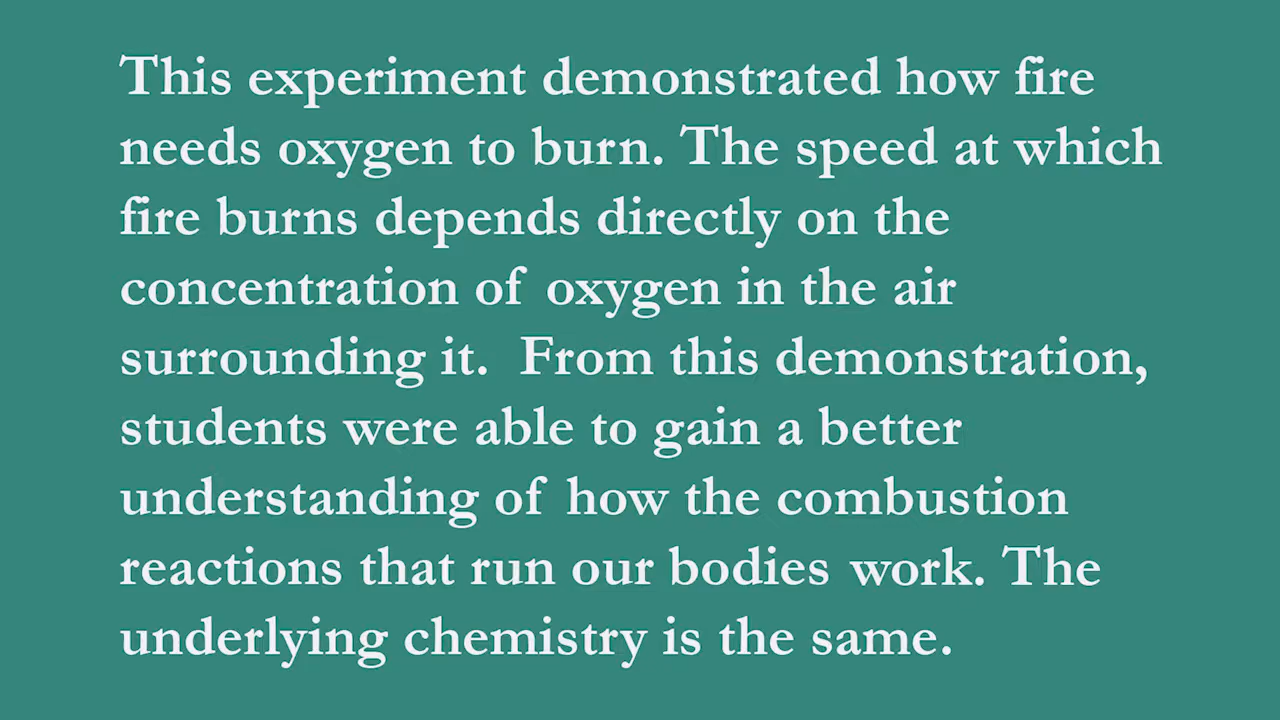 This experiment demonstrated how fire
needs oxygen to burn. The speed at which
fire burns depends directly on the
concentration of oxygen in the air
surrounding it.  From this demonstration,
students were able to gain a better
understanding of how the combustion
reactions that run our bodies work. The
underlying chemistry is the same.